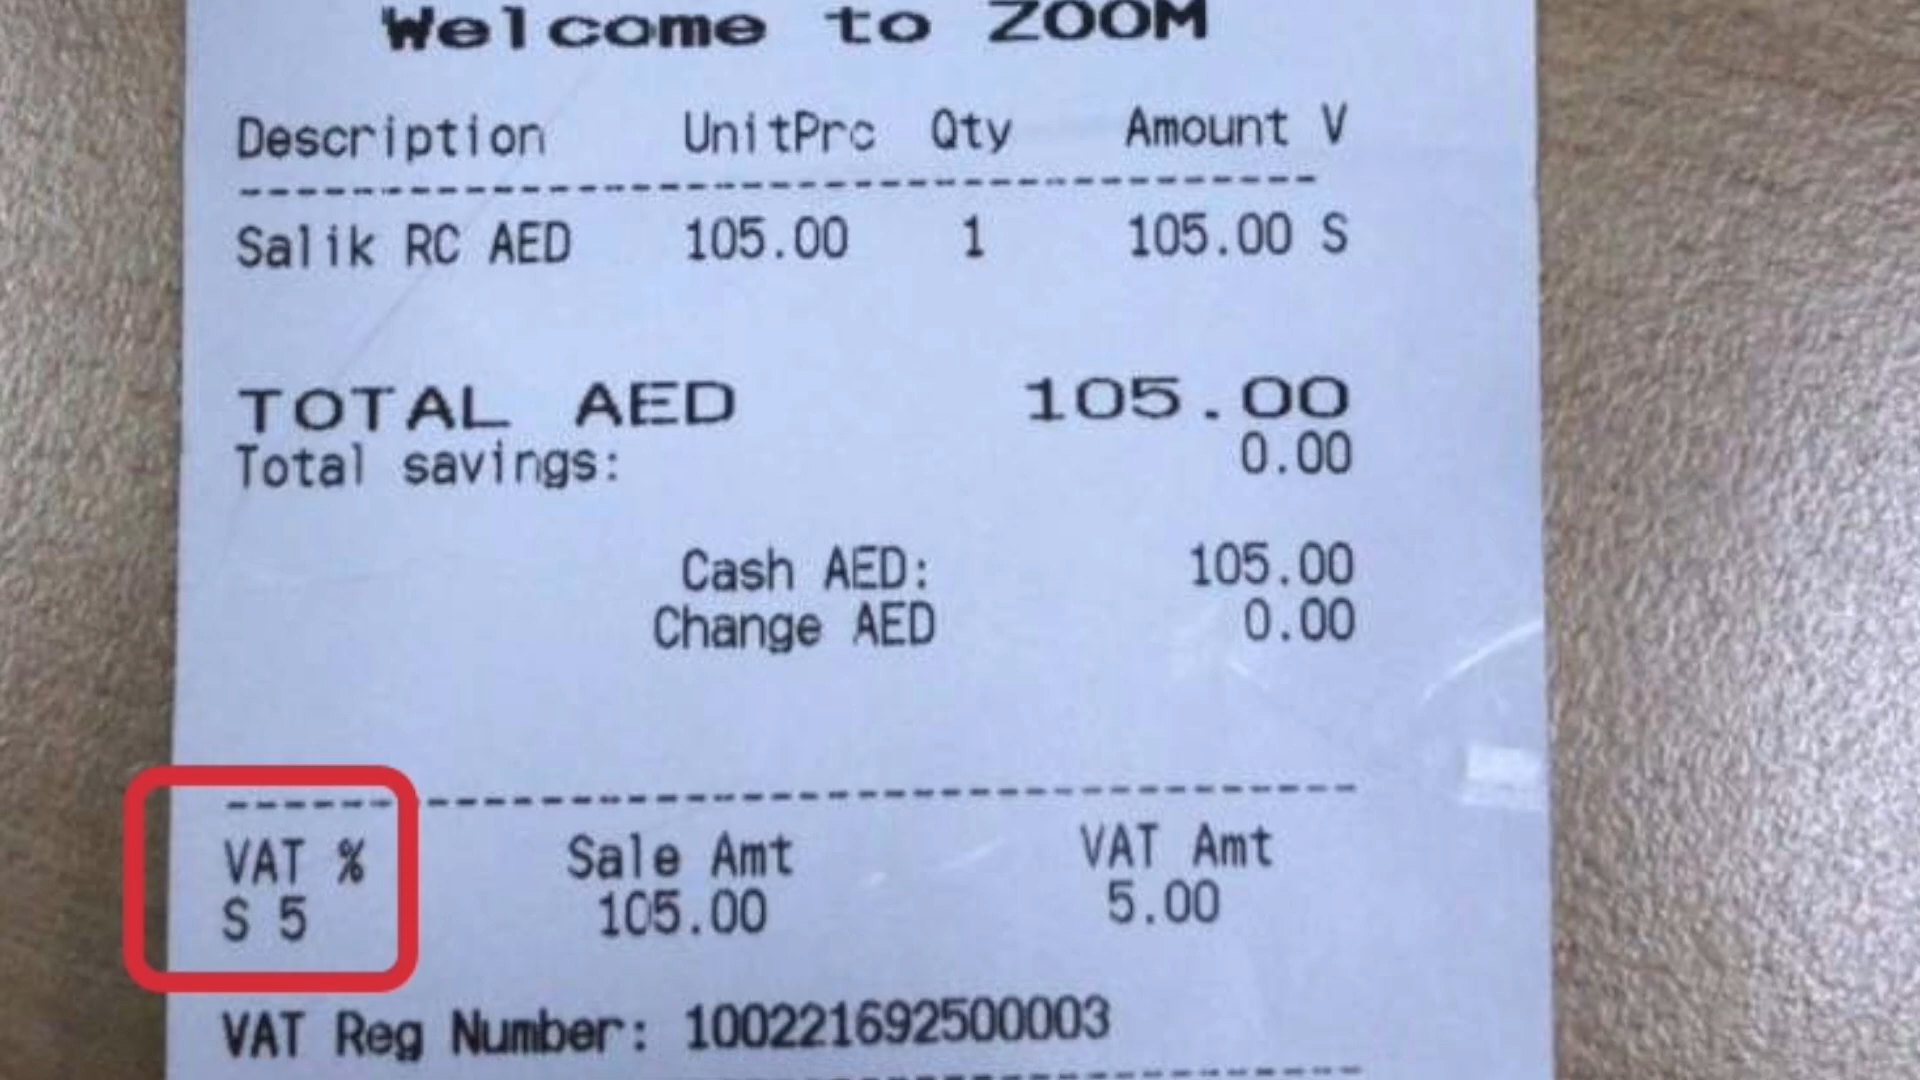 Welcome to ZOOM
Description UnitPrc Qty Amount V
Salik RC AED 105.00 1 105.00 S
TOTAL AED 105.00
Total savings: 0.00
Cash AED: 105.00
Change AED 0.00
VAT % Sale Amt VAT Amt
S 5 105.00 5.00
VAT Reg Number: 100221692500003